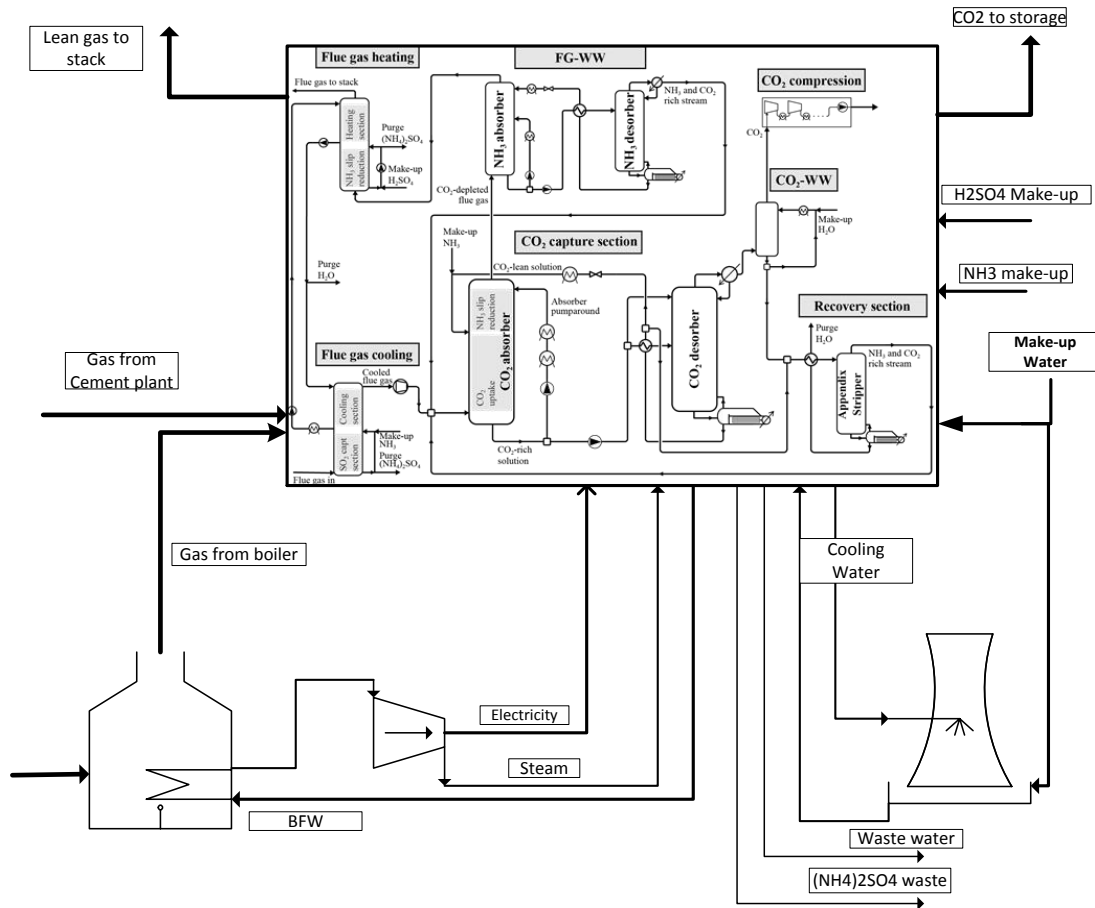 Lean gas to
stack
CO2 to storage
Flue gas heating
FG-WW
CO₂ compression
Flue gas to stack
Heating
section
NH₃ slip
reduction
Purge
(NH₄)₂SO₄
Make-up
H₂SO₄
NH₃ absorber
NH₃ desorber
NH₃ and CO₂
rich stream
CO₂
CO₂-WW
CO₂-depleted
flue gas
Make-up
H₂O
H2SO4 Make-up
CO₂ capture section
Make-up
NH₃
CO₂-lean solution
NH3 make-up
Purge
H₂O
Absorber
pumparound
NH₃ slip
reduction
CO₂
uptake
CO₂ absorber
CO₂ desorber
Recovery section
Purge
H₂O
NH₃ and CO₂
rich stream
Appendix
Stripper
Flue gas cooling
Cooled
flue gas
Cooling
section
SO₂ capt
section
Make-up
NH₃
Purge
(NH₄)₂SO₄
Flue gas in
CO₂-rich
solution
Gas from
Cement plant
Make-up
Water
Gas from boiler
Cooling
Water
Electricity
Steam
BFW
Waste water
(NH4)2SO4 waste